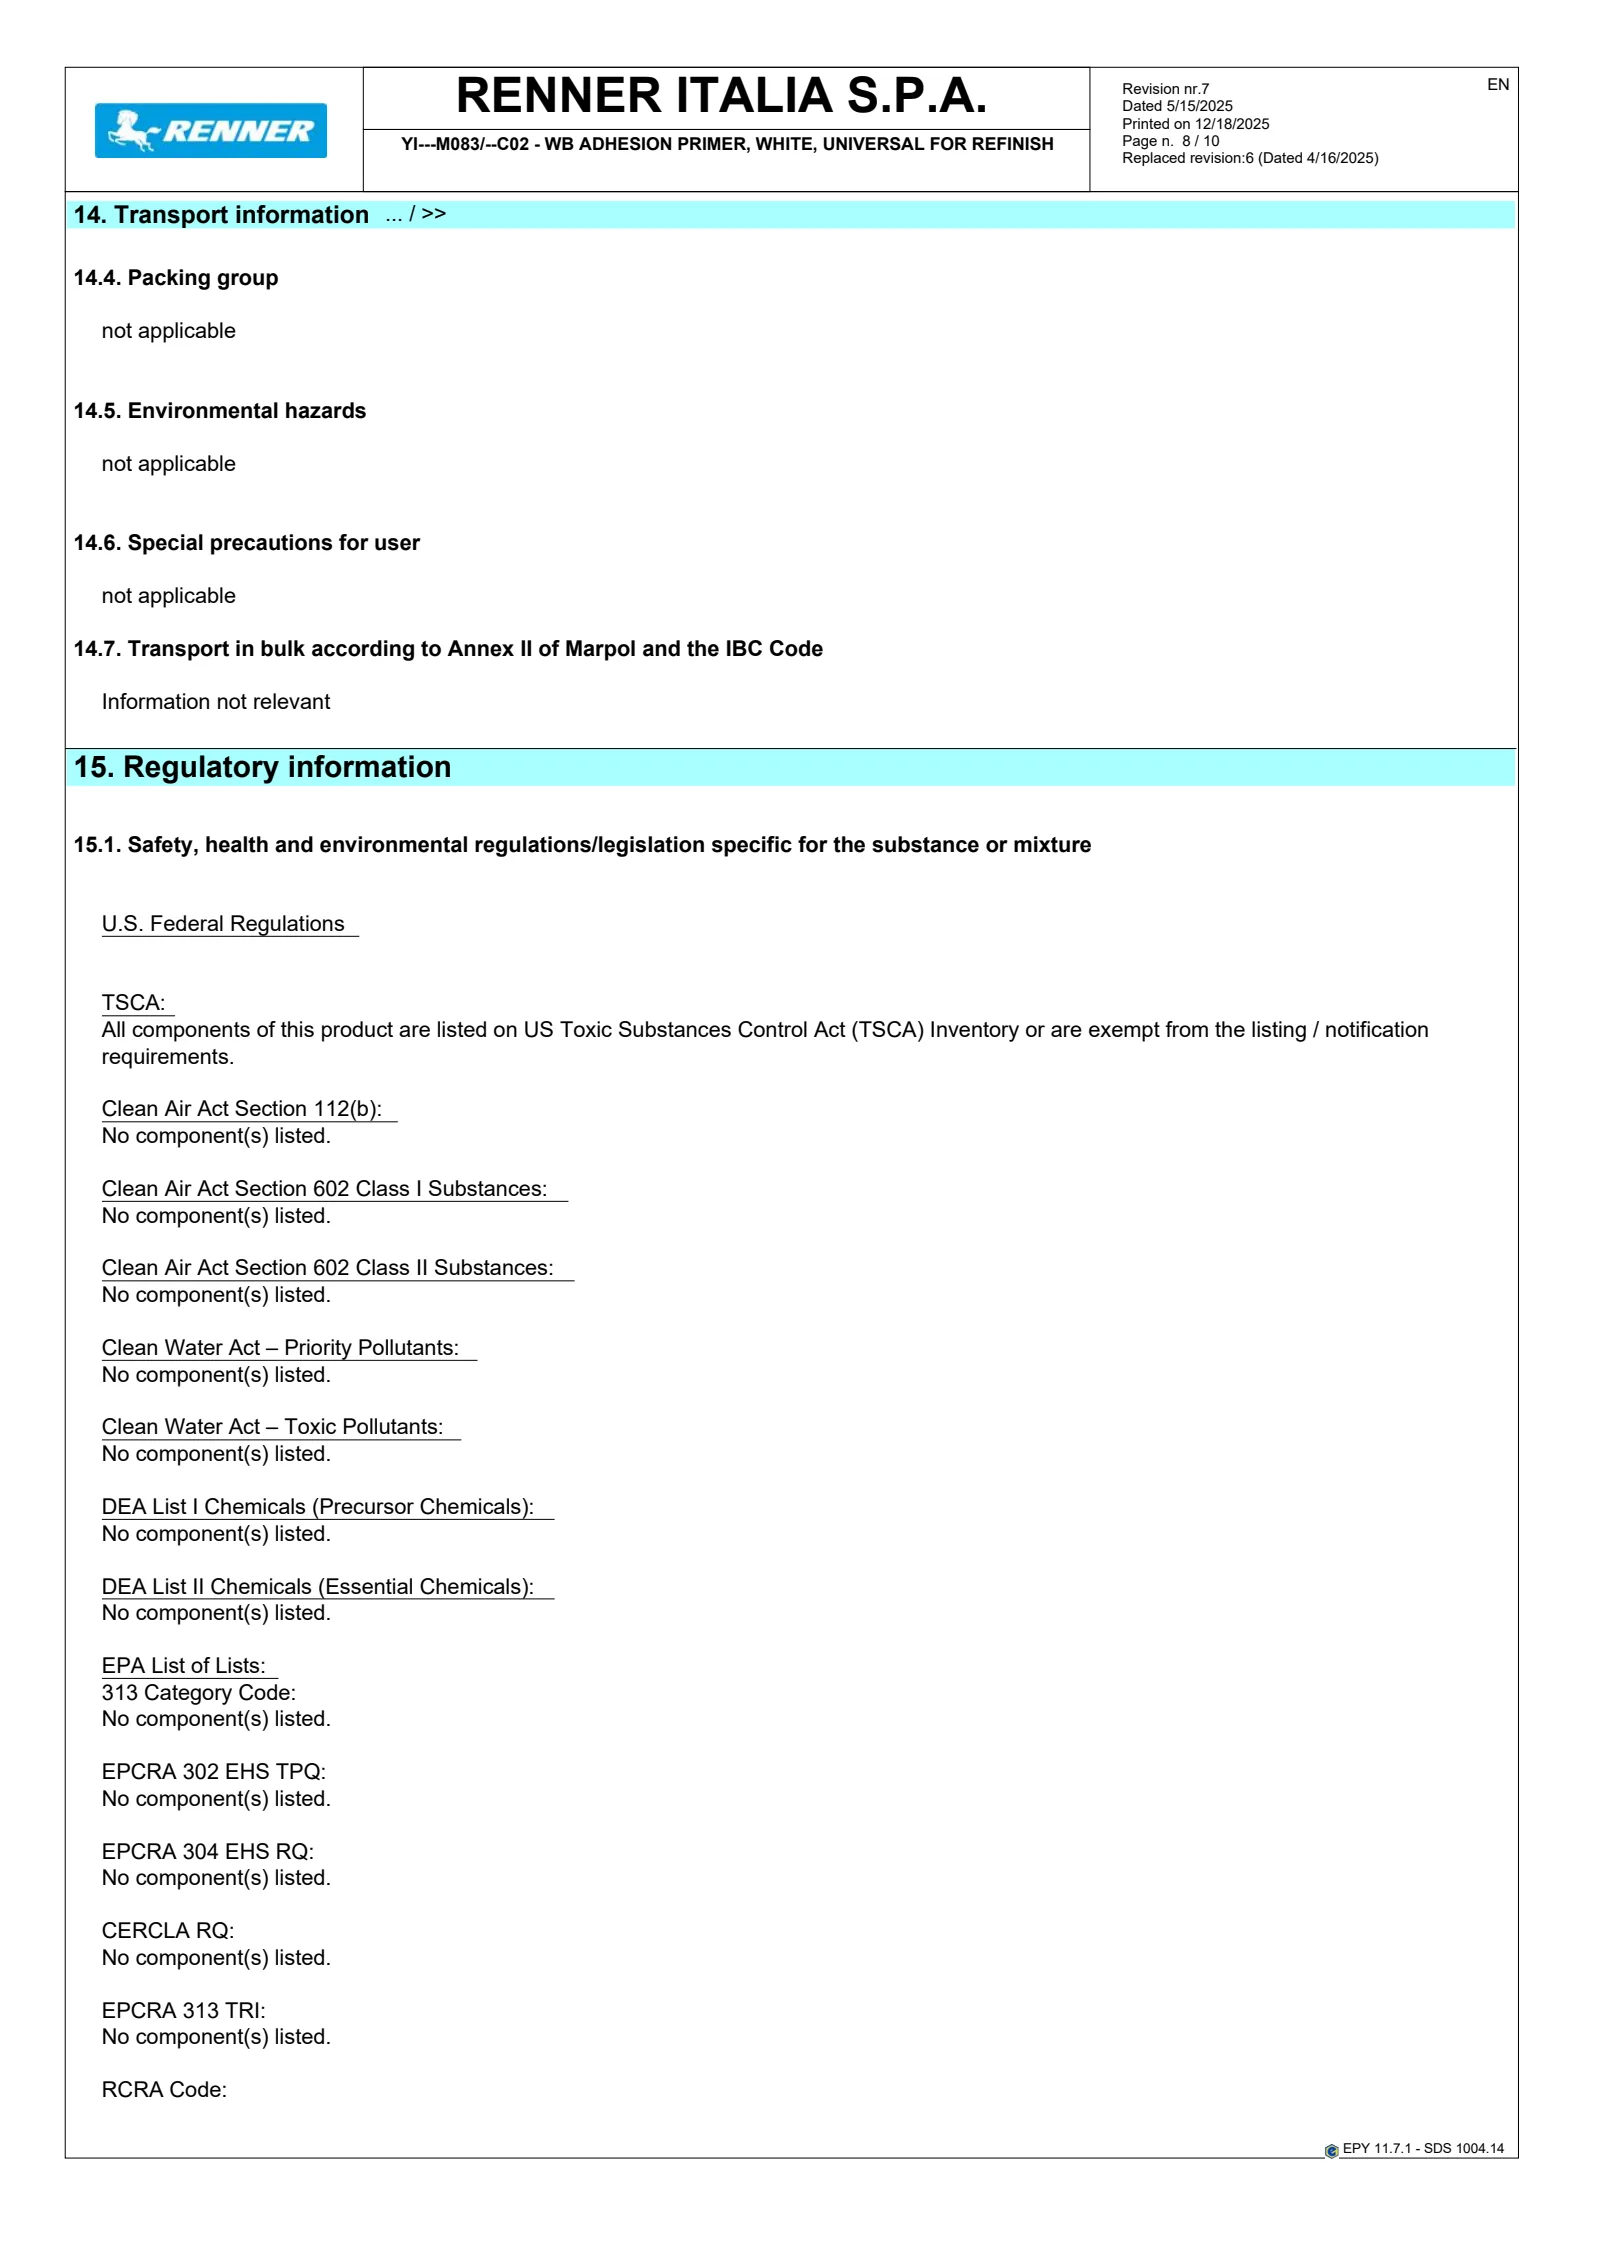 RENNER
RENNER ITALIA S.P.A.
YI---M083/--C02 - WB ADHESION PRIMER, WHITE, UNIVERSAL FOR REFINISH
Revision nr.7
Dated 5/15/2025
Printed on 12/18/2025
Page n. 8 / 10
Replaced revision:6 (Dated 4/16/2025)
EN
14. Transport information ... / >>
14.4. Packing group
not applicable
14.5. Environmental hazards
not applicable
14.6. Special precautions for user
not applicable
14.7. Transport in bulk according to Annex II of Marpol and the IBC Code
Information not relevant
15. Regulatory information
15.1. Safety, health and environmental regulations/legislation specific for the substance or mixture
U.S. Federal Regulations
TSCA:
All components of this product are listed on US Toxic Substances Control Act (TSCA) Inventory or are exempt from the listing / notification
requirements.
Clean Air Act Section 112(b):
No component(s) listed.
Clean Air Act Section 602 Class I Substances:
No component(s) listed.
Clean Air Act Section 602 Class II Substances:
No component(s) listed.
Clean Water Act – Priority Pollutants:
No component(s) listed.
Clean Water Act – Toxic Pollutants:
No component(s) listed.
DEA List I Chemicals (Precursor Chemicals):
No component(s) listed.
DEA List II Chemicals (Essential Chemicals):
No component(s) listed.
EPA List of Lists:
313 Category Code:
No component(s) listed.
EPCRA 302 EHS TPQ:
No component(s) listed.
EPCRA 304 EHS RQ:
No component(s) listed.
CERCLA RQ:
No component(s) listed.
EPCRA 313 TRI:
No component(s) listed.
RCRA Code:
EPY 11.7.1 - SDS 1004.14